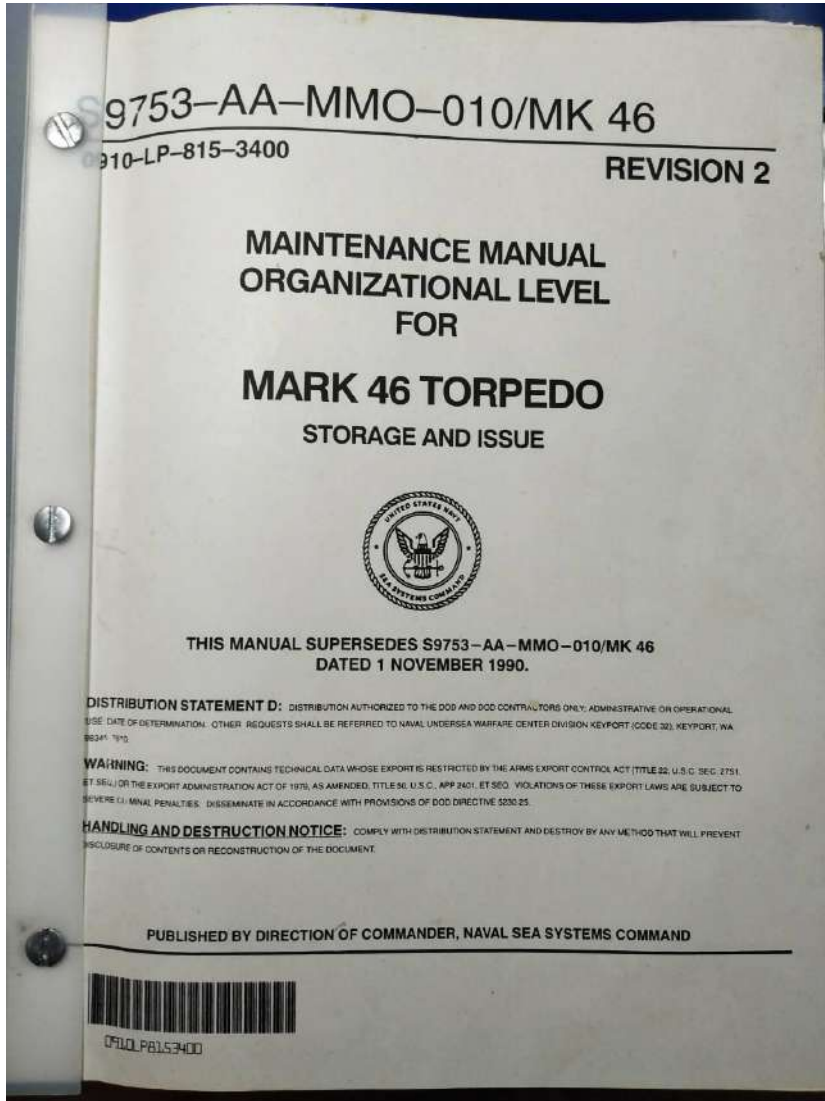 S9753-AA-MMO-010/MK 46
0910-LP-815-3400
REVISION 2
MAINTENANCE MANUAL
ORGANIZATIONAL LEVEL
FOR
MARK 46 TORPEDO
STORAGE AND ISSUE
UNITED STATES NAVY
SEA SYSTEMS COMMAND
THIS MANUAL SUPERSEDES S9753-AA-MMO-010/MK 46
DATED 1 NOVEMBER 1990.
DISTRIBUTION STATEMENT D: DISTRIBUTION AUTHORIZED TO THE DOD AND DOD CONTRACTORS ONLY; ADMINISTRATIVE OR OPERATIONAL
USE. DATE OF DETERMINATION. OTHER REQUESTS SHALL BE REFERRED TO NAVAL UNDERSEA WARFARE CENTER DIVISION KEYPORT (CODE 32), KEYPORT, WA
WARNING: THIS DOCUMENT CONTAINS TECHNICAL DATA WHOSE EXPORT IS RESTRICTED BY THE ARMS EXPORT CONTROL ACT (TITLE 22, U.S.C. SEC. 2751,
ET SEQ.) OR THE EXPORT ADMINISTRATION ACT OF 1979, AS AMENDED, TITLE 50, U.S.C., APP 2401, ET SEQ. VIOLATIONS OF THESE EXPORT LAWS ARE SUBJECT TO
SEVERE CRIMINAL PENALTIES. DISSEMINATE IN ACCORDANCE WITH PROVISIONS OF DOD DIRECTIVE 5230.25.
HANDLING AND DESTRUCTION NOTICE: COMPLY WITH DISTRIBUTION STATEMENT AND DESTROY BY ANY METHOD THAT WILL PREVENT
DISCLOSURE OF CONTENTS OR RECONSTRUCTION OF THE DOCUMENT.
PUBLISHED BY DIRECTION OF COMMANDER, NAVAL SEA SYSTEMS COMMAND
0910LP8153400